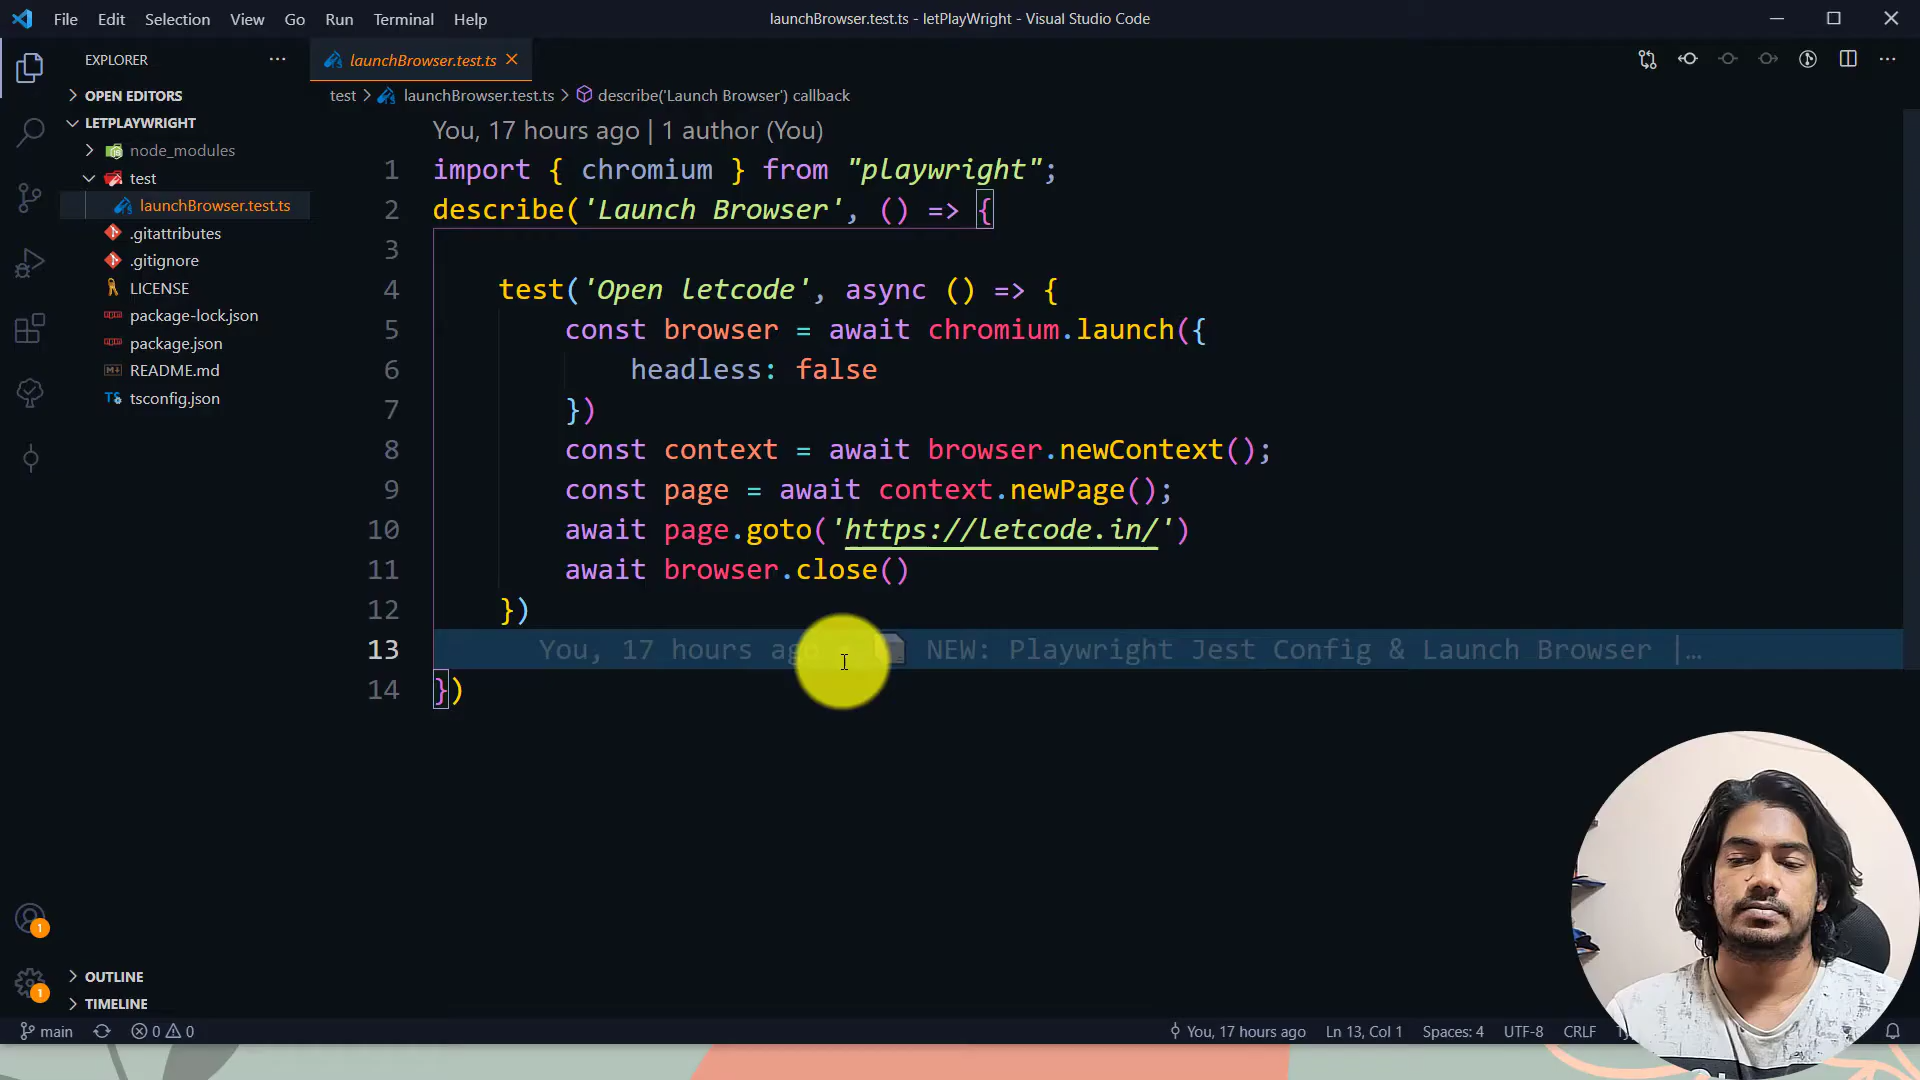 File Edit Selection View Go Run Terminal Help
launchBrowser.test.ts - letPlayWright - Visual Studio Code
EXPLORER
launchBrowser.test.ts
OPEN EDITORS
LETPLAYWRIGHT
node_modules
test
launchBrowser.test.ts
.gitattributes
.gitignore
LICENSE
package-lock.json
package.json
README.md
tsconfig.json
OUTLINE
TIMELINE
test > launchBrowser.test.ts > describe('Launch Browser') callback
You, 17 hours ago | 1 author (You)
1 import { chromium } from "playwright";
2 describe('Launch Browser', () => {
3
4 test('Open letcode', async () => {
5 const browser = await chromium.launch({
6 headless: false
7 })
8 const context = await browser.newContext();
9 const page = await context.newPage();
10 await page.goto('https://letcode.in/')
11 await browser.close()
12 })
13 You, 17 hours ago NEW: Playwright Jest Config & Launch Browser |…
14 })
1
1
main 0 0 You, 17 hours ago Ln 13, Col 1 Spaces: 4 UTF-8 CRLF